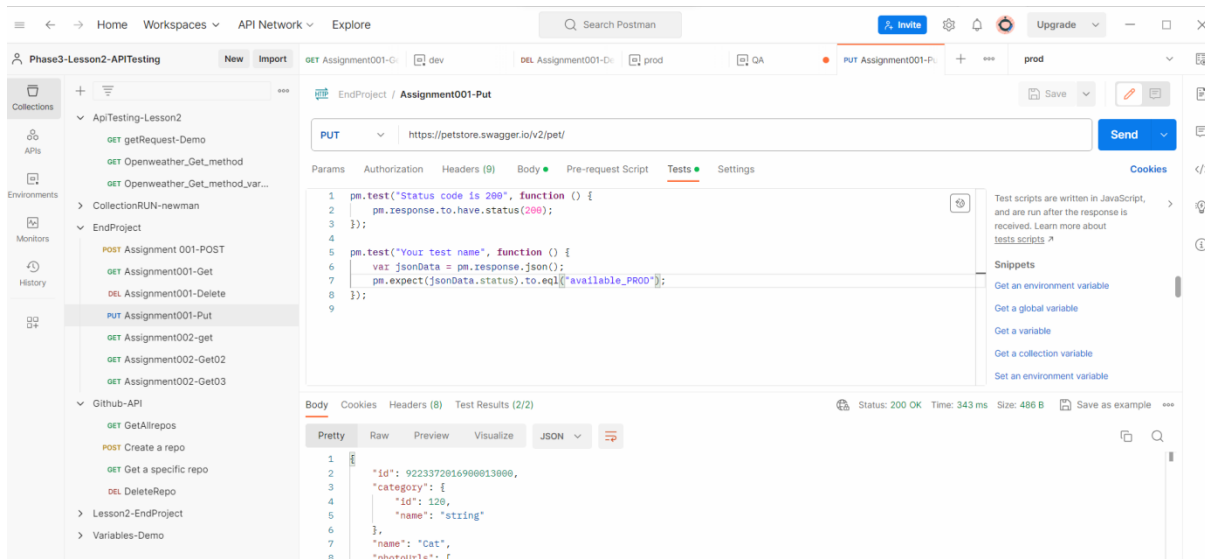 Home Workspaces API Network Explore Search Postman Invite Upgrade
Phase3-Lesson2-APITesting New Import GET Assignment001-G dev DEL Assignment001-De prod QA PUT Assignment001-Pu prod
Collections
APIs
Environments
Monitors
History
ApiTesting-Lesson2
GET getRequest-Demo
GET Openweather_Get_method
GET Openweather_Get_method_var...
CollectionRUN-newman
EndProject
POST Assignment 001-POST
GET Assignment001-Get
DEL Assignment001-Delete
PUT Assignment001-Put
GET Assignment002-get
GET Assignment002-Get02
GET Assignment002-Get03
Github-API
GET GetAllrepos
POST Create a repo
GET Get a specific repo
DEL DeleteRepo
Lesson2-EndProject
Variables-Demo
HTTP EndProject / Assignment001-Put Save
PUT https://petstore.swagger.io/v2/pet/ Send
Params Authorization Headers (9) Body Pre-request Script Tests Settings Cookies
1 pm.test("Status code is 200", function () {
2 pm.response.to.have.status(200);
3 });
4
5 pm.test("Your test name", function () {
6 var jsonData = pm.response.json();
7 pm.expect(jsonData.status).to.eql("available_PROD");
8 });
9
Test scripts are written in JavaScript,
and are run after the response is
received. Learn more about
tests scripts
Snippets
Get an environment variable
Get a global variable
Get a variable
Get a collection variable
Set an environment variable
Body Cookies Headers (8) Test Results (2/2) Status: 200 OK Time: 343 ms Size: 486 B Save as example
Pretty Raw Preview Visualize JSON
1 {
2 "id": 9223372016900013000,
3 "category": {
4 "id": 120,
5 "name": "string"
6 },
7 "name": "Cat",
8 "photoUrls": [